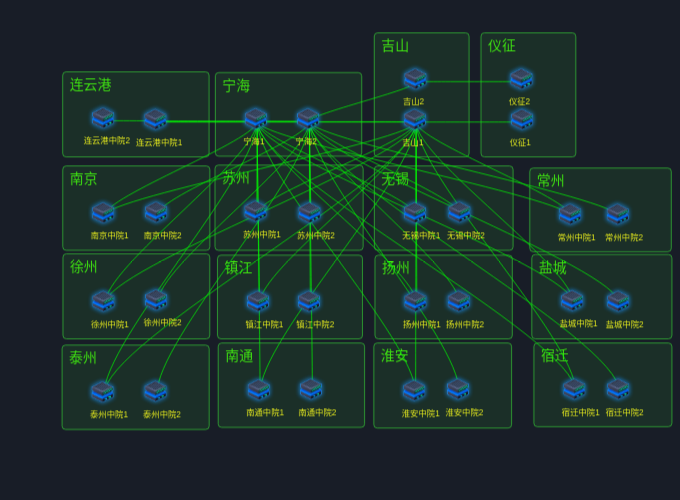 吉山
仪征
连云港
宁海
吉山2
仪征2
连云港中院2
连云港中院1
宁海1
宁海2
吉山1
仪征1
南京
苏州
无锡
常州
南京中院1
南京中院2
苏州中院1
苏州中院2
无锡中院1
无锡中院2
常州中院1
常州中院2
徐州
镇江
扬州
盐城
徐州中院1
徐州中院2
镇江中院1
镇江中院2
扬州中院1
扬州中院2
盐城中院1
盐城中院2
泰州
南通
淮安
宿迁
泰州中院1
泰州中院2
南通中院1
南通中院2
淮安中院1
淮安中院2
宿迁中院1
宿迁中院2